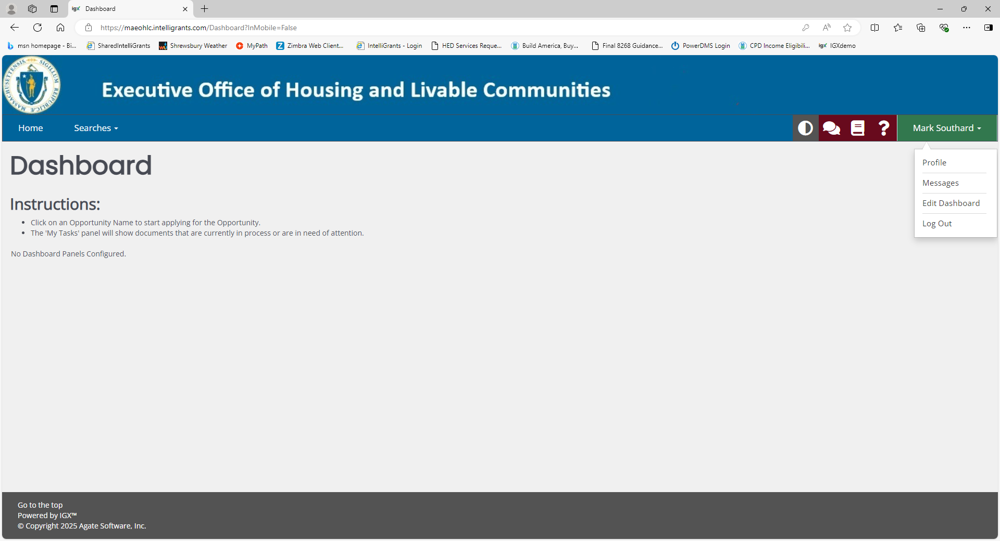 igx Dashboard
https://maeohlc.intelligrants.com/Dashboard?InMobile=False
msn homepage - Bi... SharedIntelliGrants Shrewsbury Weather MyPath Zimbra Web Client... IntelliGrants - Login HED Services Reque... Build America, Buy... Final 8268 Guidance... PowerDMS Login CPD Income Eligibili... igx IGXdemo
Executive Office of Housing and Livable Communities
Home Searches Mark Southard
Dashboard
Profile
Messages
Edit Dashboard
Log Out
Instructions:
• Click on an Opportunity Name to start applying for the Opportunity.
• The 'My Tasks' panel will show documents that are currently in process or are in need of attention.
No Dashboard Panels Configured.
Go to the top
Powered by IGX™
© Copyright 2025 Agate Software, Inc.